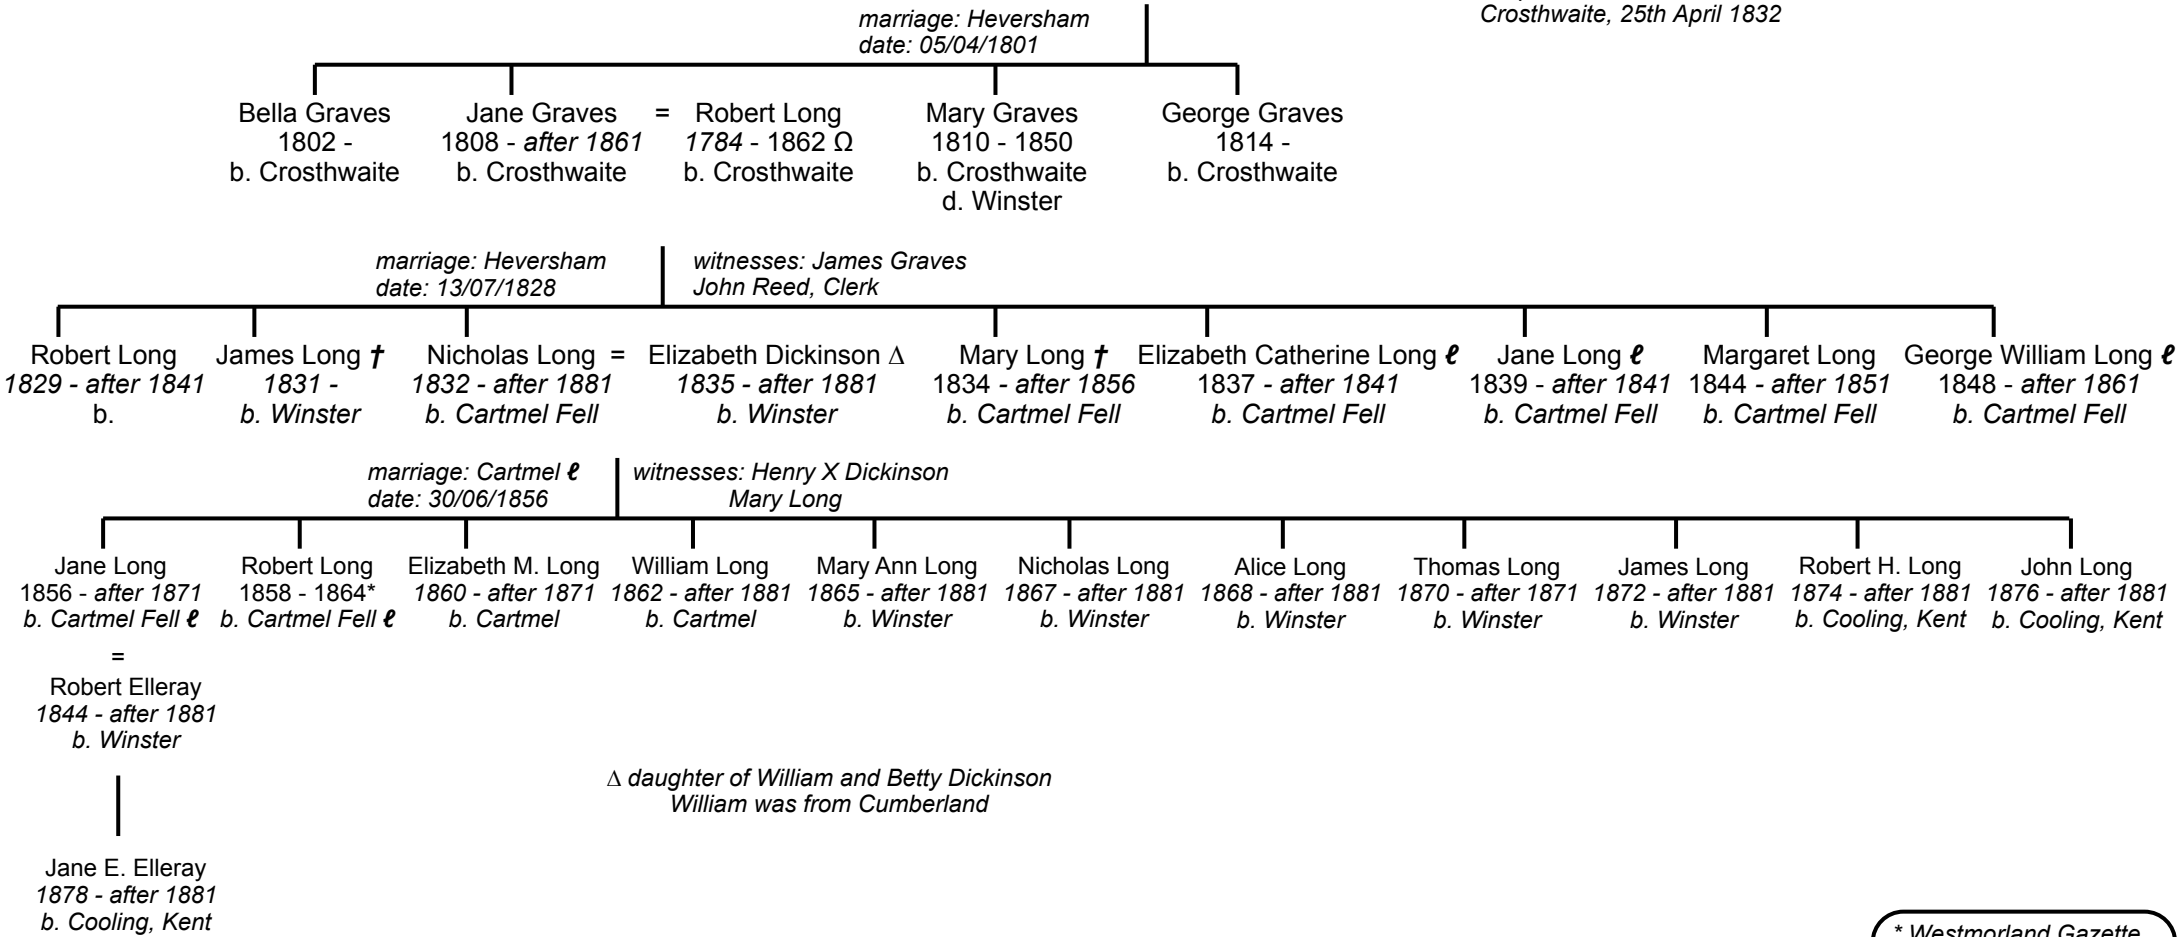 marriage: Heversham
date: 05/04/1801
Crosthwaite, 25th April 1832
Bella Graves
1802 -
b. Crosthwaite
Jane Graves
1808 - after 1861
b. Crosthwaite
=
Robert Long
1784 - 1862 Ω
b. Crosthwaite
Mary Graves
1810 - 1850
b. Crosthwaite
d. Winster
George Graves
1814 -
b. Crosthwaite
marriage: Heversham
date: 13/07/1828
witnesses: James Graves
John Reed, Clerk
Robert Long
1829 - after 1841
b.
James Long †
1831 -
b. Winster
Nicholas Long
1832 - after 1881
b. Cartmel Fell
=
Elizabeth Dickinson Δ
1835 - after 1881
b. Winster
Mary Long †
1834 - after 1856
b. Cartmel Fell
Elizabeth Catherine Long ℓ
1837 - after 1841
b. Cartmel Fell
Jane Long ℓ
1839 - after 1841
b. Cartmel Fell
Margaret Long
1844 - after 1851
b. Cartmel Fell
George William Long ℓ
1848 - after 1861
b. Cartmel Fell
marriage: Cartmel ℓ
date: 30/06/1856
witnesses: Henry X Dickinson
Mary Long
Jane Long
1856 - after 1871
b. Cartmel Fell ℓ
Robert Long
1858 - 1864*
b. Cartmel Fell ℓ
Elizabeth M. Long
1860 - after 1871
b. Cartmel
William Long
1862 - after 1881
b. Cartmel
Mary Ann Long
1865 - after 1881
b. Winster
Nicholas Long
1867 - after 1881
b. Winster
Alice Long
1868 - after 1881
b. Winster
Thomas Long
1870 - after 1871
b. Winster
James Long
1872 - after 1881
b. Winster
Robert H. Long
1874 - after 1881
b. Cooling, Kent
John Long
1876 - after 1881
b. Cooling, Kent
=
Robert Elleray
1844 - after 1881
b. Winster
Δ daughter of William and Betty Dickinson
William was from Cumberland
Jane E. Elleray
1878 - after 1881
b. Cooling, Kent
* Westmorland Gazette